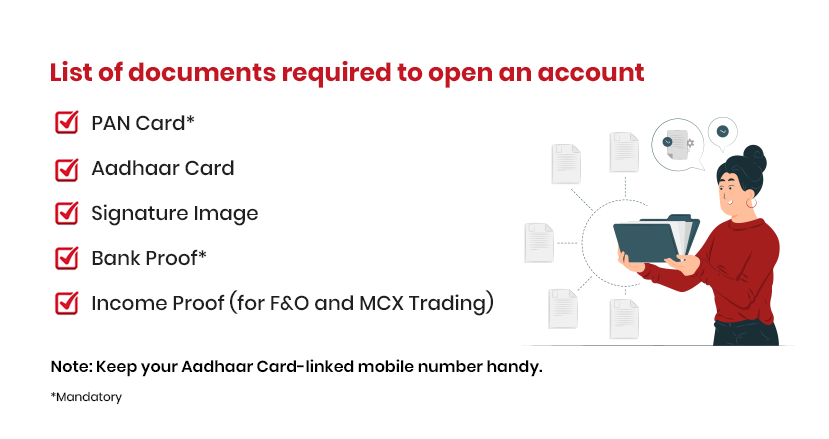 List of documents required to open an account
PAN Card*
Aadhaar Card
Signature Image
Bank Proof*
Income Proof (for F&O and MCX Trading)
Note: Keep your Aadhaar Card-linked mobile number handy.
*Mandatory